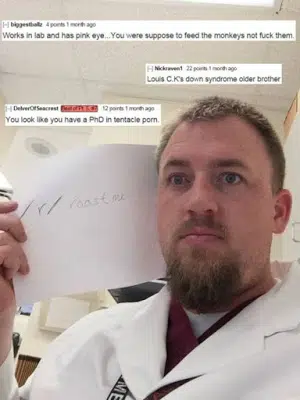 [-] biggentballz 4 points 1 month ago
Works in lab and has pink eye...You were suppose to feed the monkeys not fuck them.
[-] Nickraven1 22 points 1 month ago
Louis C.K's down syndrome older brother
[-] DelverOfSeacrest 12 points 1 month ago
You look like you have a PhD in tentacle porn.
/r/ roast me